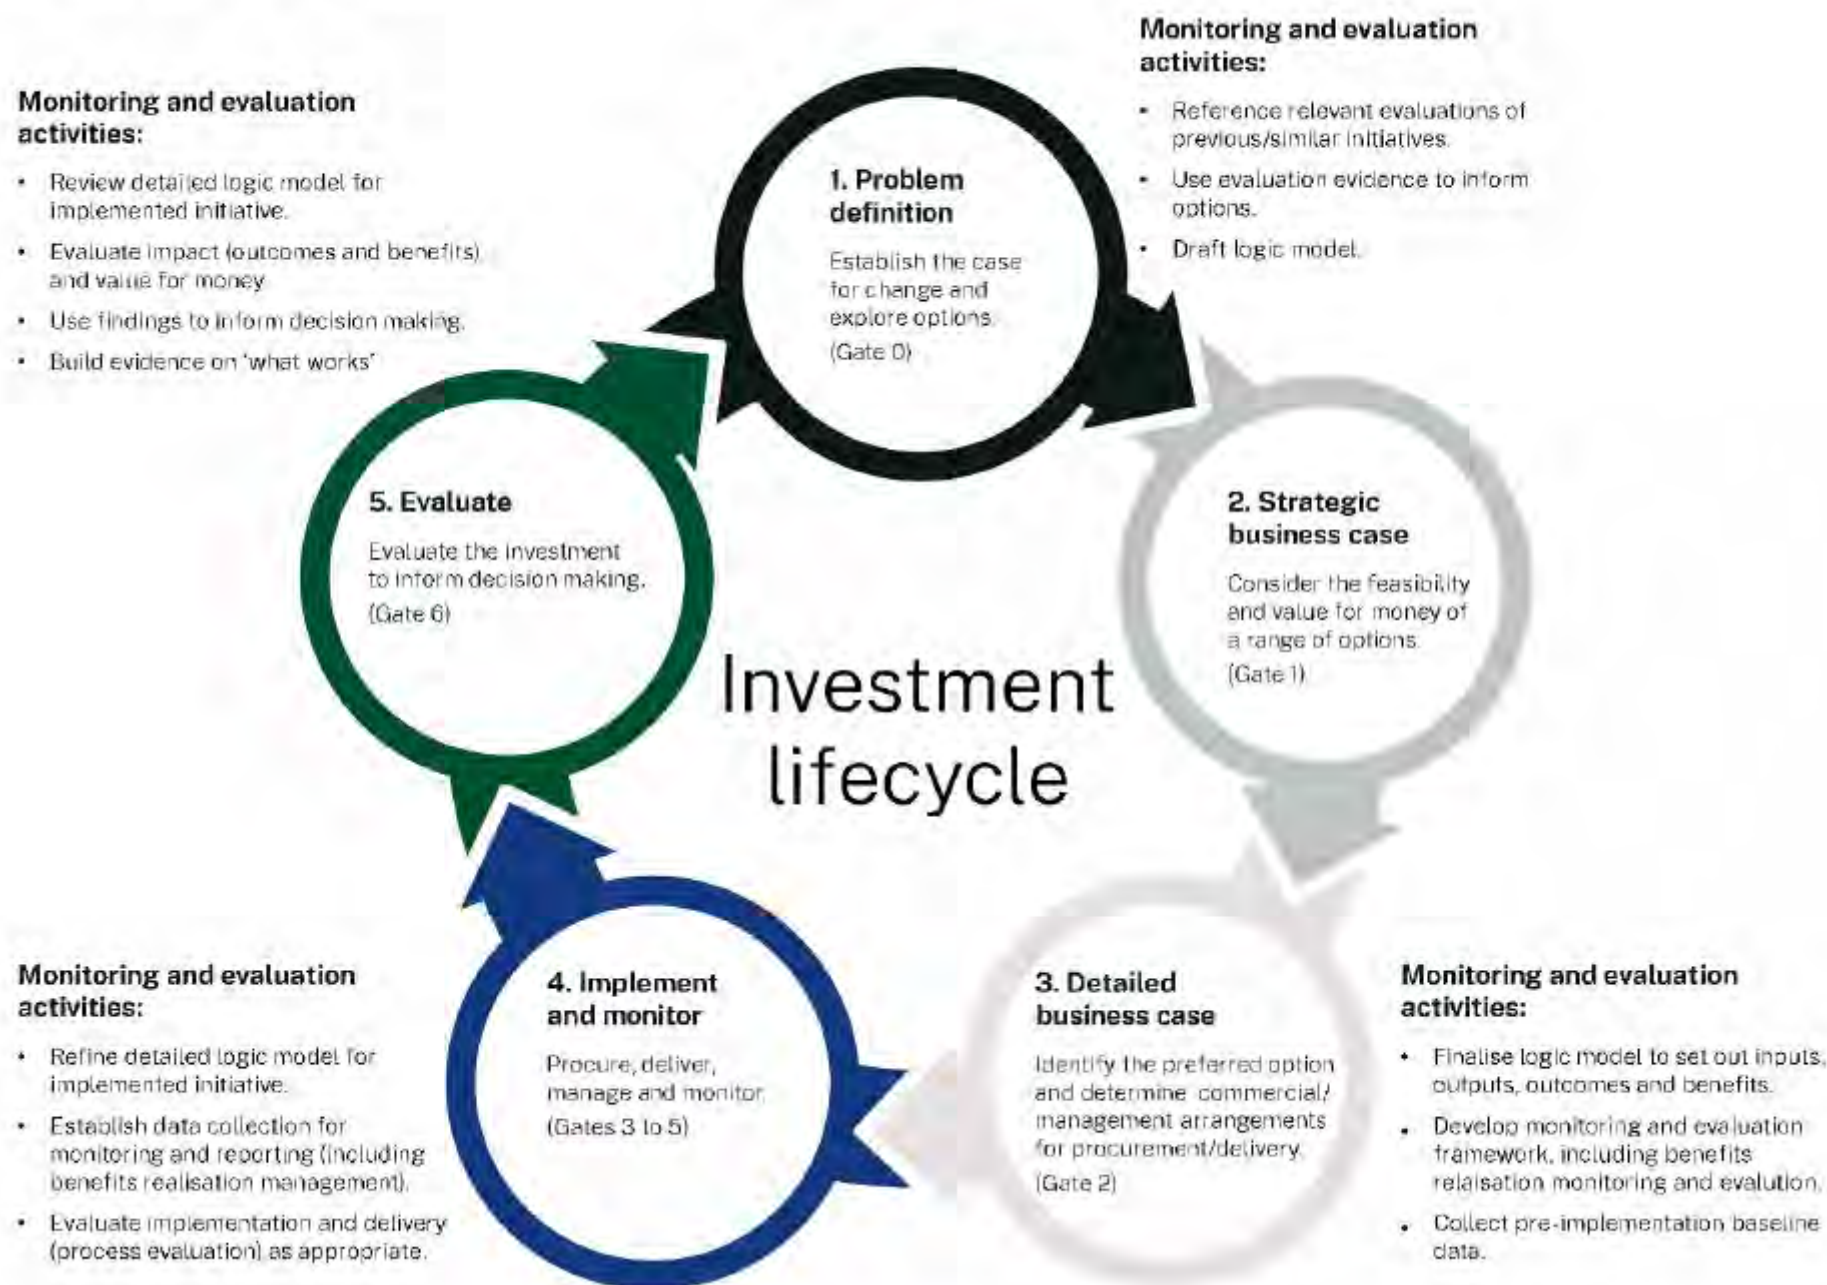 Monitoring and evaluation
activities:
• Reference relevant evaluations of
previous/similar initiatives.
• Use evaluation evidence to inform
options.
• Draft logic model.
Monitoring and evaluation
activities:
• Review detailed logic model for
implemented initiative.
• Evaluate impact (outcomes and benefits)
and value for money
• Use findings to inform decision making.
• Build evidence on 'what works'
1. Problem
definition
Establish the case
for change and
explore options.
(Gate 0)
5. Evaluate
Evaluate the investment
to inform decision making.
(Gate 6)
2. Strategic
business case
Consider the feasibility
and value for money of
a range of options.
(Gate 1)
Investment
lifecycle
Monitoring and evaluation
activities:
• Refine detailed logic model for
implemented initiative.
• Establish data collection for
monitoring and reporting (including
benefits realisation management).
• Evaluate implementation and delivery
(process evaluation) as appropriate.
4. Implement
and monitor
Procure, deliver,
manage and monitor.
(Gates 3 to 5)
3. Detailed
business case
Identify the preferred option
and determine commercial/
management arrangements
for procurement/delivery.
(Gate 2)
Monitoring and evaluation
activities:
• Finalise logic model to set out inputs,
outputs, outcomes and benefits.
• Develop monitoring and evaluation
framework, including benefits
relaisation monitoring and evalution.
• Collect pre-implementation baseline
data.